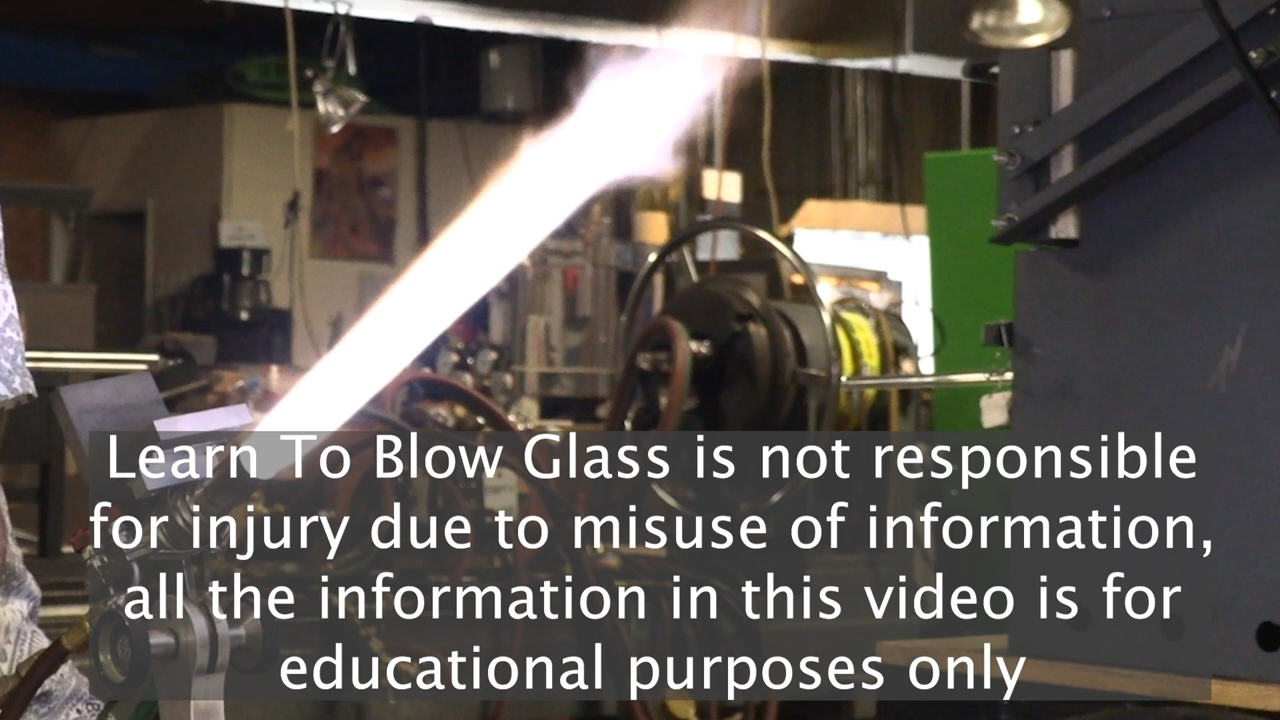 Learn To Blow Glass is not responsible
for injury due to misuse of information,
all the information in this video is for
educational purposes only